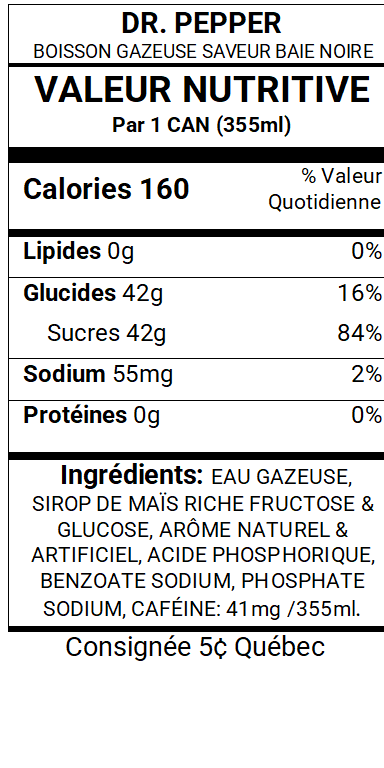 DR. PEPPER
BOISSON GAZEUSE SAVEUR BAIE NOIRE
VALEUR NUTRITIVE
Par 1 CAN (355ml)
Calories 160
% Valeur
Quotidienne
Lipides 0g 0%
Glucides 42g 16%
Sucres 42g 84%
Sodium 55mg 2%
Protéines 0g 0%
Ingrédients: EAU GAZEUSE,
SIROP DE MAÏS RICHE FRUCTOSE &
GLUCOSE, ARÔME NATUREL &
ARTIFICIEL, ACIDE PHOSPHORIQUE,
BENZOATE SODIUM, PHOSPHATE
SODIUM, CAFÉINE: 41mg /355ml.
Consignée 5¢ Québec